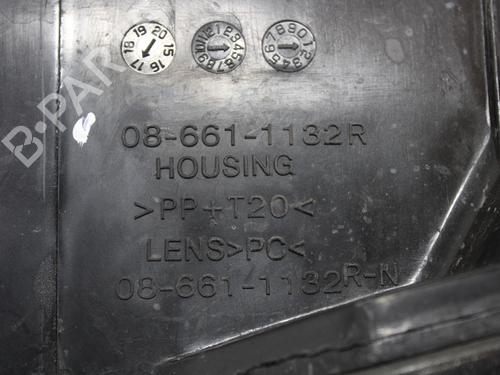 08-661-1132R
HOUSING
>PP+T20<
LENS>PC<
08-661-1132R-N
B-PARTS